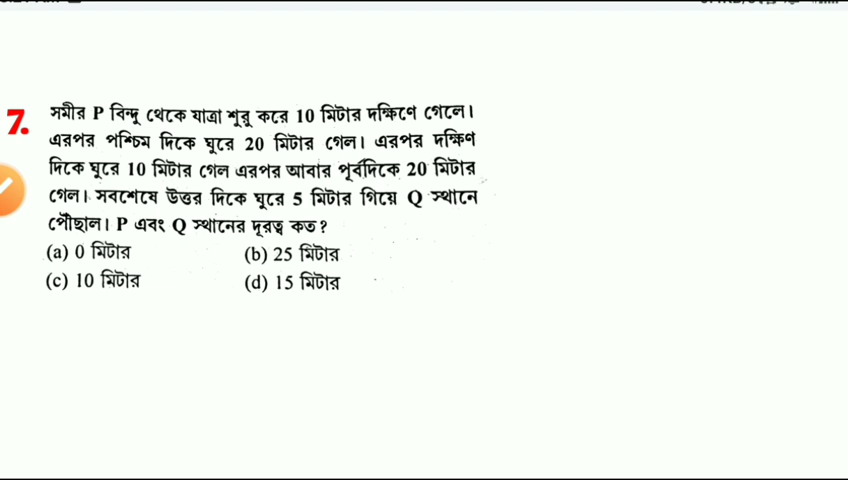 7.
সমীর P বিন্দু থেকে যাত্রা শুরু করে 10 মিটার দক্ষিণে গেলে।
এরপর পশ্চিম দিকে ঘুরে 20 মিটার গেল। এরপর দক্ষিণ
দিকে ঘুরে 10 মিটার গেল এরপর আবার পূর্বদিকে 20 মিটার
গেল। সবশেষে উত্তর দিকে ঘুরে 5 মিটার গিয়ে Q স্থানে
পৌঁছাল। P এবং Q স্থানের দূরত্ব কত?
(a) 0 মিটার (b) 25 মিটার
(c) 10 মিটার (d) 15 মিটার